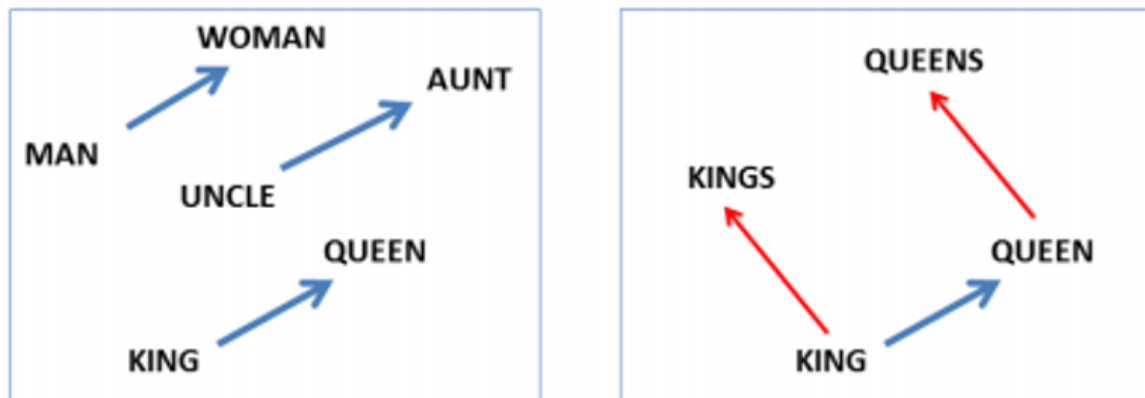 WOMAN
AUNT
MAN
UNCLE
QUEEN
KING
QUEENS
KINGS
QUEEN
KING